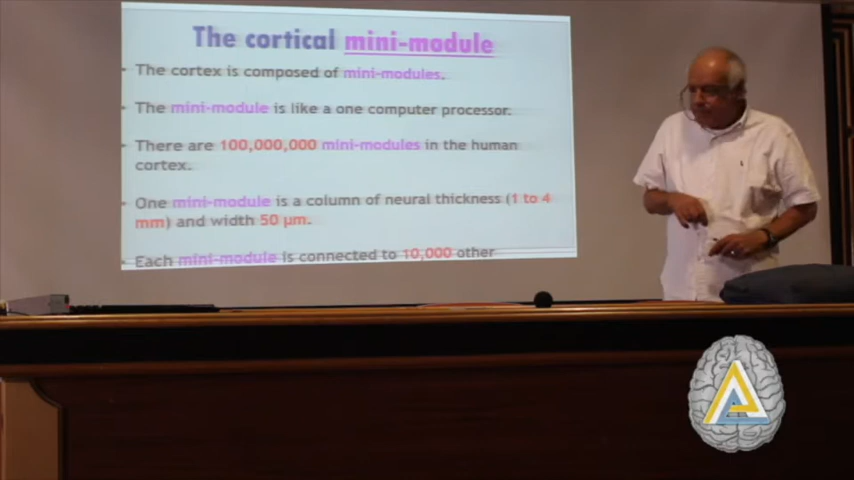 The cortical mini-module
The cortex is composed of mini-modules.
The mini-module is like a one computer processor.
There are 100,000,000 mini-modules in the human
cortex.
One mini-module is a column of neural thickness (1 to 4
mm) and width 50 μm.
Each mini-module is connected to 10,000 other